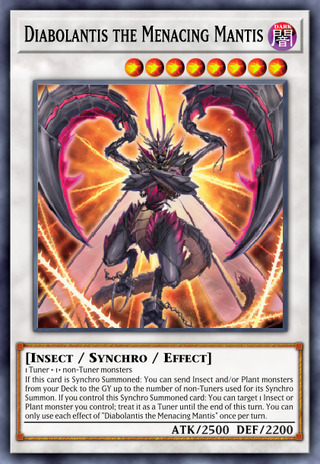 DIABOLANTIS THE MENACING MANTIS
DARK
闇
[INSECT / SYNCHRO / EFFECT]
1 Tuner + 1+ non-Tuner monsters
If this card is Synchro Summoned: You can send Insect and/or Plant monsters
from your Deck to the GY up to the number of non-Tuners used for its Synchro
Summon. If you control this Synchro Summoned card: You can target 1 Insect or
Plant monster you control; treat it as a Tuner until the end of this turn. You can
only use each effect of "Diabolantis the Menacing Mantis" once per turn.
ATK/2500 DEF/2200